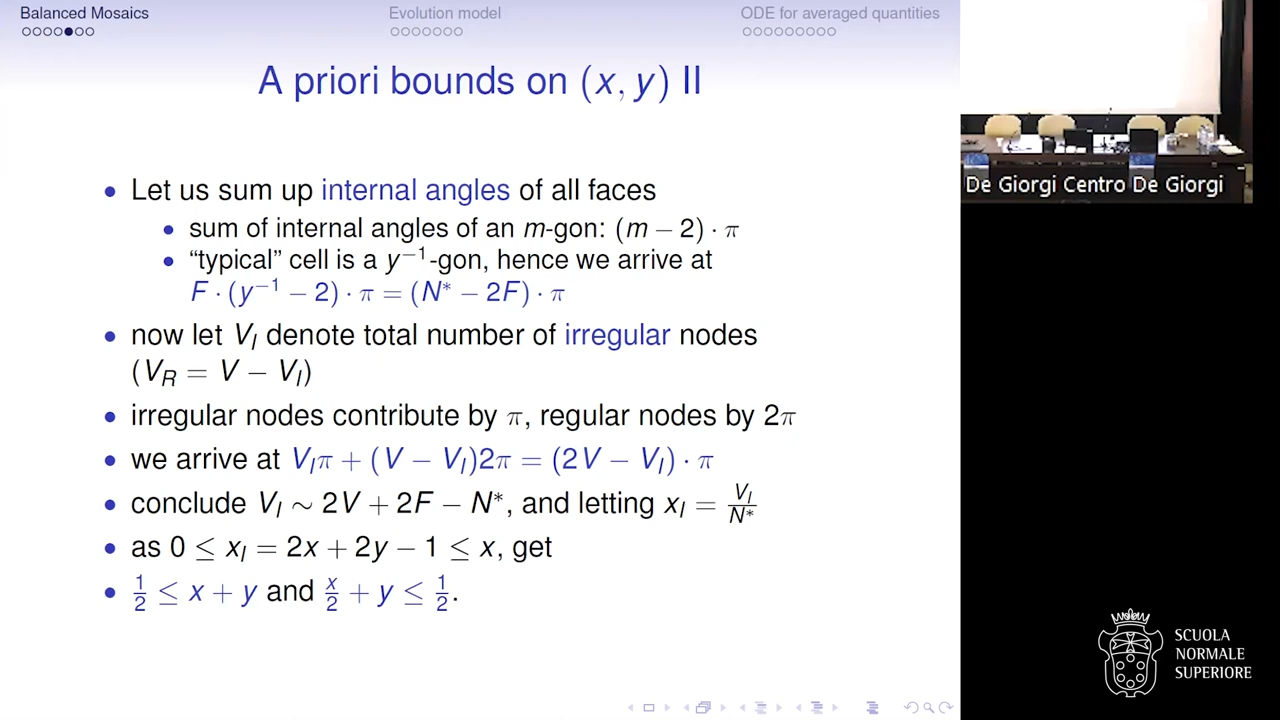 Balanced Mosaics
Evolution model
ODE for averaged quantities
A priori bounds on (x, y) II
• Let us sum up internal angles of all faces
• sum of internal angles of an m-gon: (m − 2) · π
• “typical” cell is a y⁻¹-gon, hence we arrive at
F · (y⁻¹ − 2) · π = (N* − 2F) · π
• now let V_I denote total number of irregular nodes
(V_R = V − V_I)
• irregular nodes contribute by π, regular nodes by 2π
• we arrive at V_Iπ + (V − V_I)2π = (2V − V_I) · π
• conclude V_I ∼ 2V + 2F − N*, and letting x_I = V_I/N*
• as 0 ≤ x_I = 2x + 2y − 1 ≤ x, get
• 1/2 ≤ x + y and x/2 + y ≤ 1/2.
De Giorgi Centro De Giorgi
SCUOLA
NORMALE
SUPERIORE